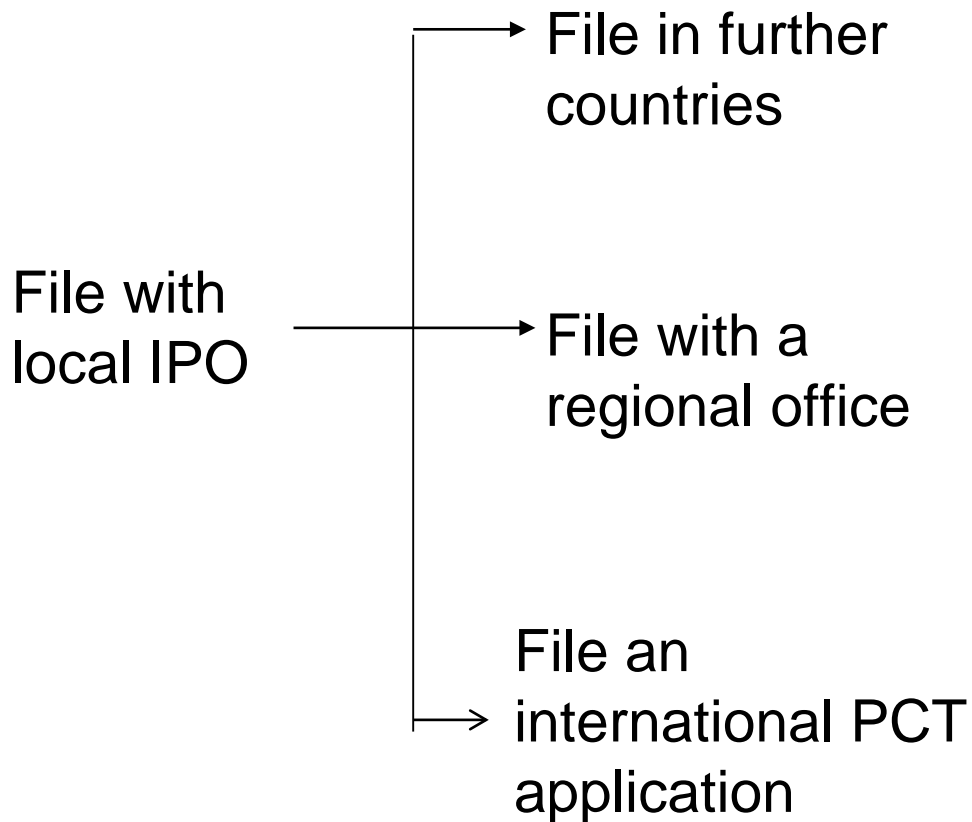 File in further
countries
File with
local IPO
File with a
regional office
File an
international PCT
application